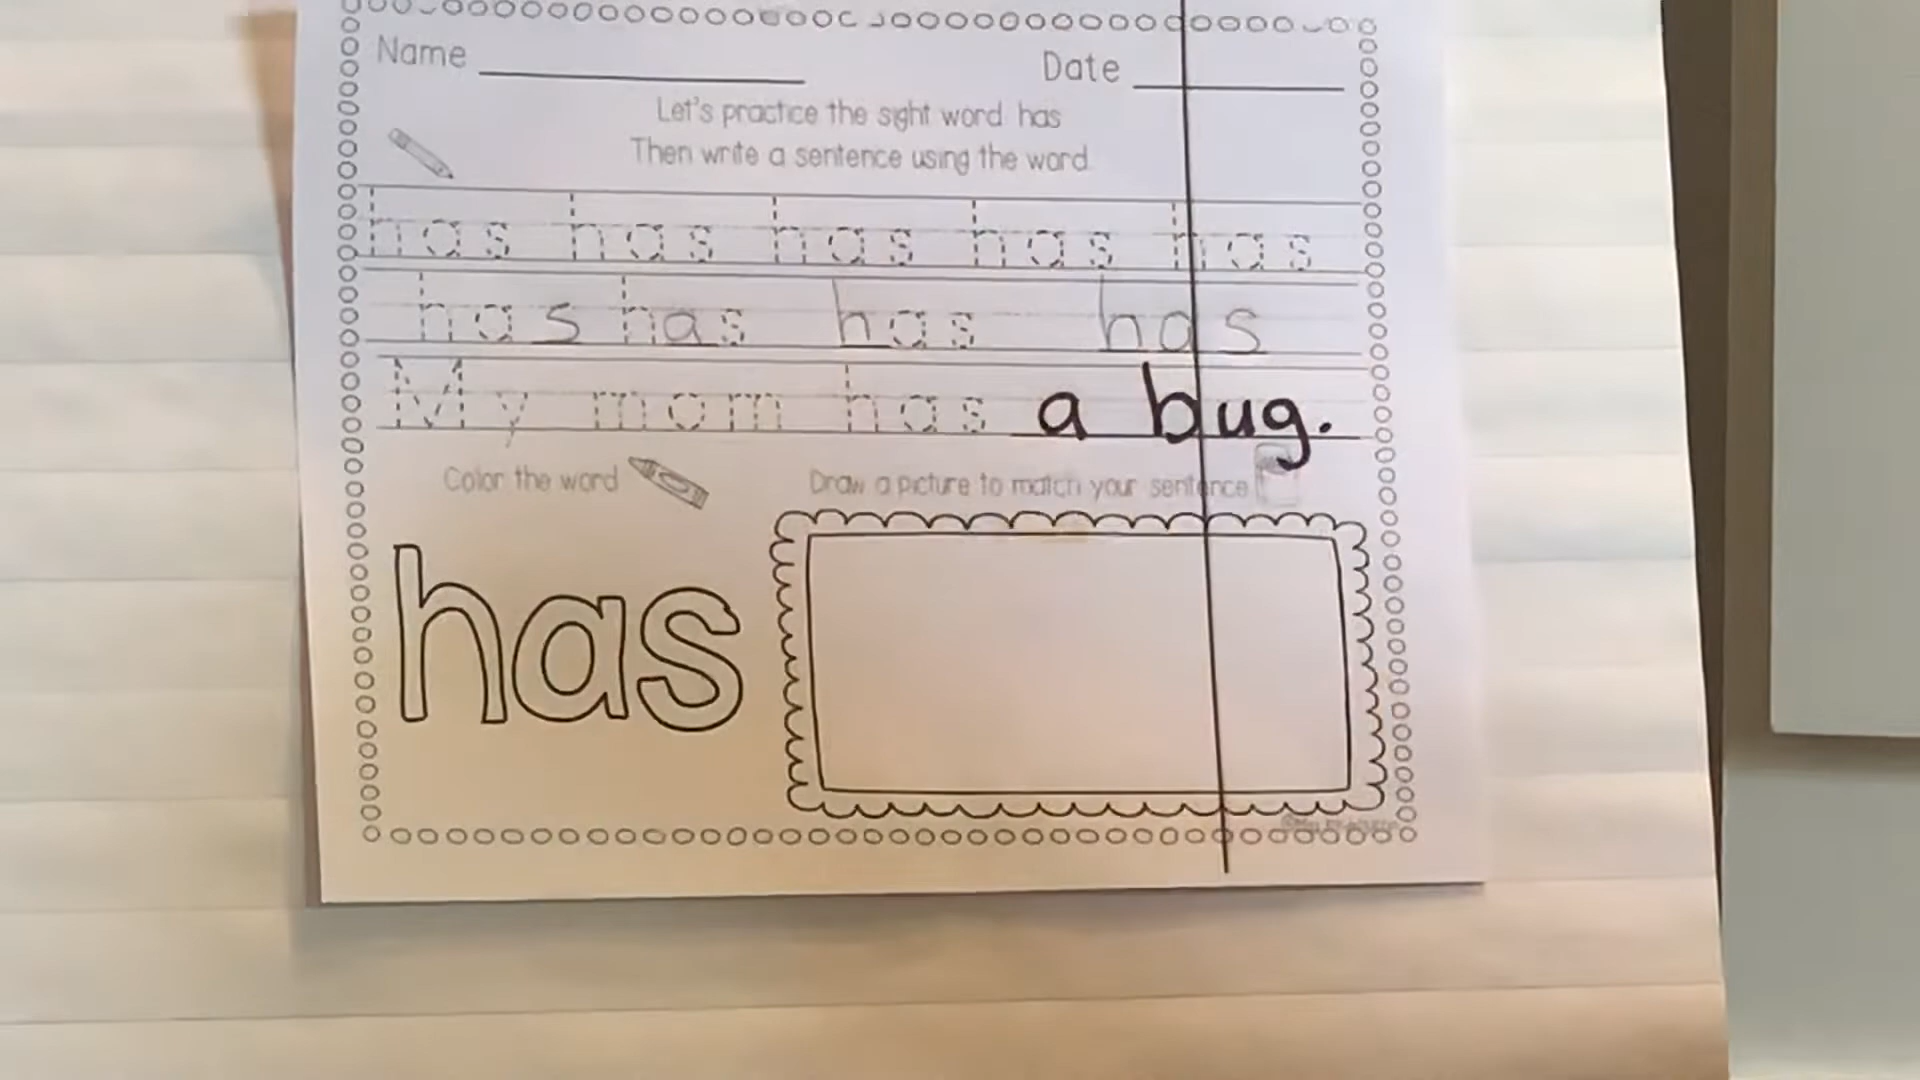 Name Date
Let's practice the sight word has
Then write a sentence using the word.
has has has has has
has has has has
My mom has a bug.
Color the word Draw a picture to match your sentence
has